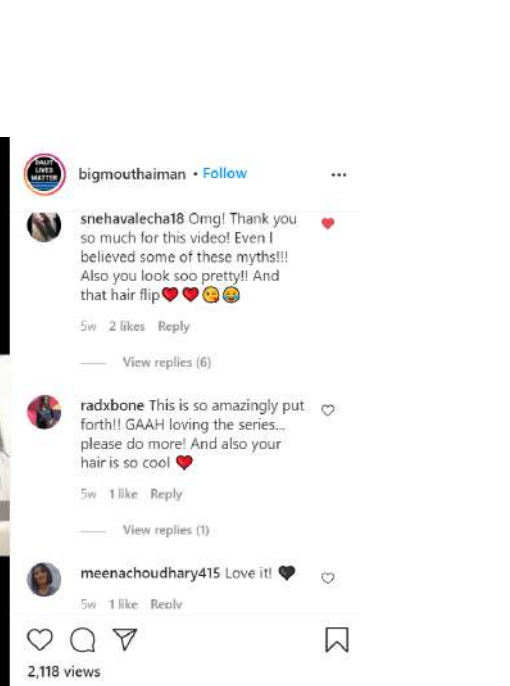 DALIT
LIVES
MATTER
bigmouthaiman • Follow
snehavalecha18 Omg! Thank you
so much for this video! Even I
believed some of these myths!!!
Also you look soo pretty!! And
that hair flip❤️❤️😘😂
5w 2 likes Reply
View replies (6)
radxbone This is so amazingly put
forth!! GAAH loving the series...
please do more! And also your
hair is so cool ❤️
5w 1 like Reply
View replies (1)
meenachoudhary415 Love it! 🖤
5w 1 like Reply
2,118 views